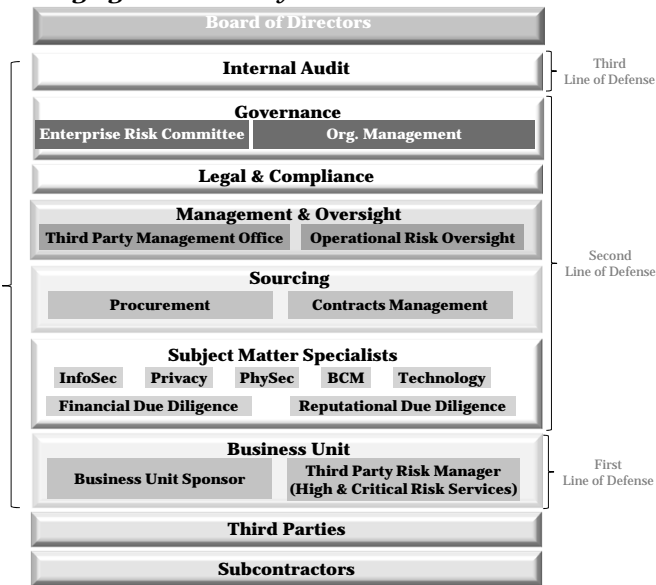 Board of Directors
Internal Audit
Third
Line of Defense
Governance
Enterprise Risk Committee
Org. Management
Legal & Compliance
Management & Oversight
Third Party Management Office
Operational Risk Oversight
Second
Line of Defense
Sourcing
Procurement
Contracts Management
Subject Matter Specialists
InfoSec
Privacy
PhySec
BCM
Technology
Financial Due Diligence
Reputational Due Diligence
Business Unit
Business Unit Sponsor
Third Party Risk Manager
(High & Critical Risk Services)
First
Line of Defense
Third Parties
Subcontractors